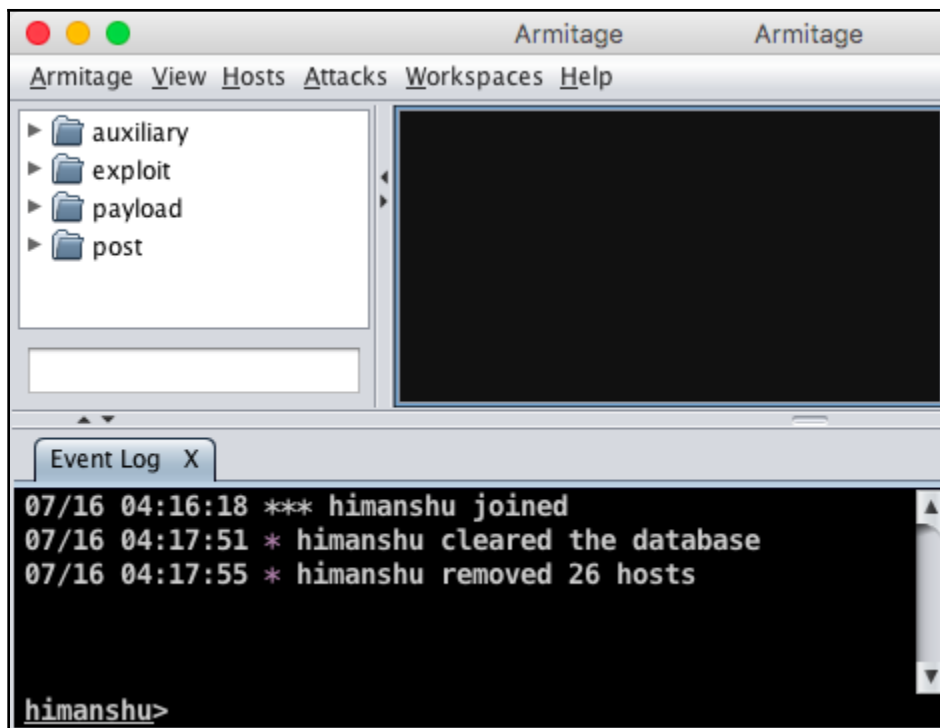 Armitage Armitage
Armitage View Hosts Attacks Workspaces Help
auxiliary
exploit
payload
post
Event Log X
07/16 04:16:18 *** himanshu joined
07/16 04:17:51 * himanshu cleared the database
07/16 04:17:55 * himanshu removed 26 hosts
himanshu>